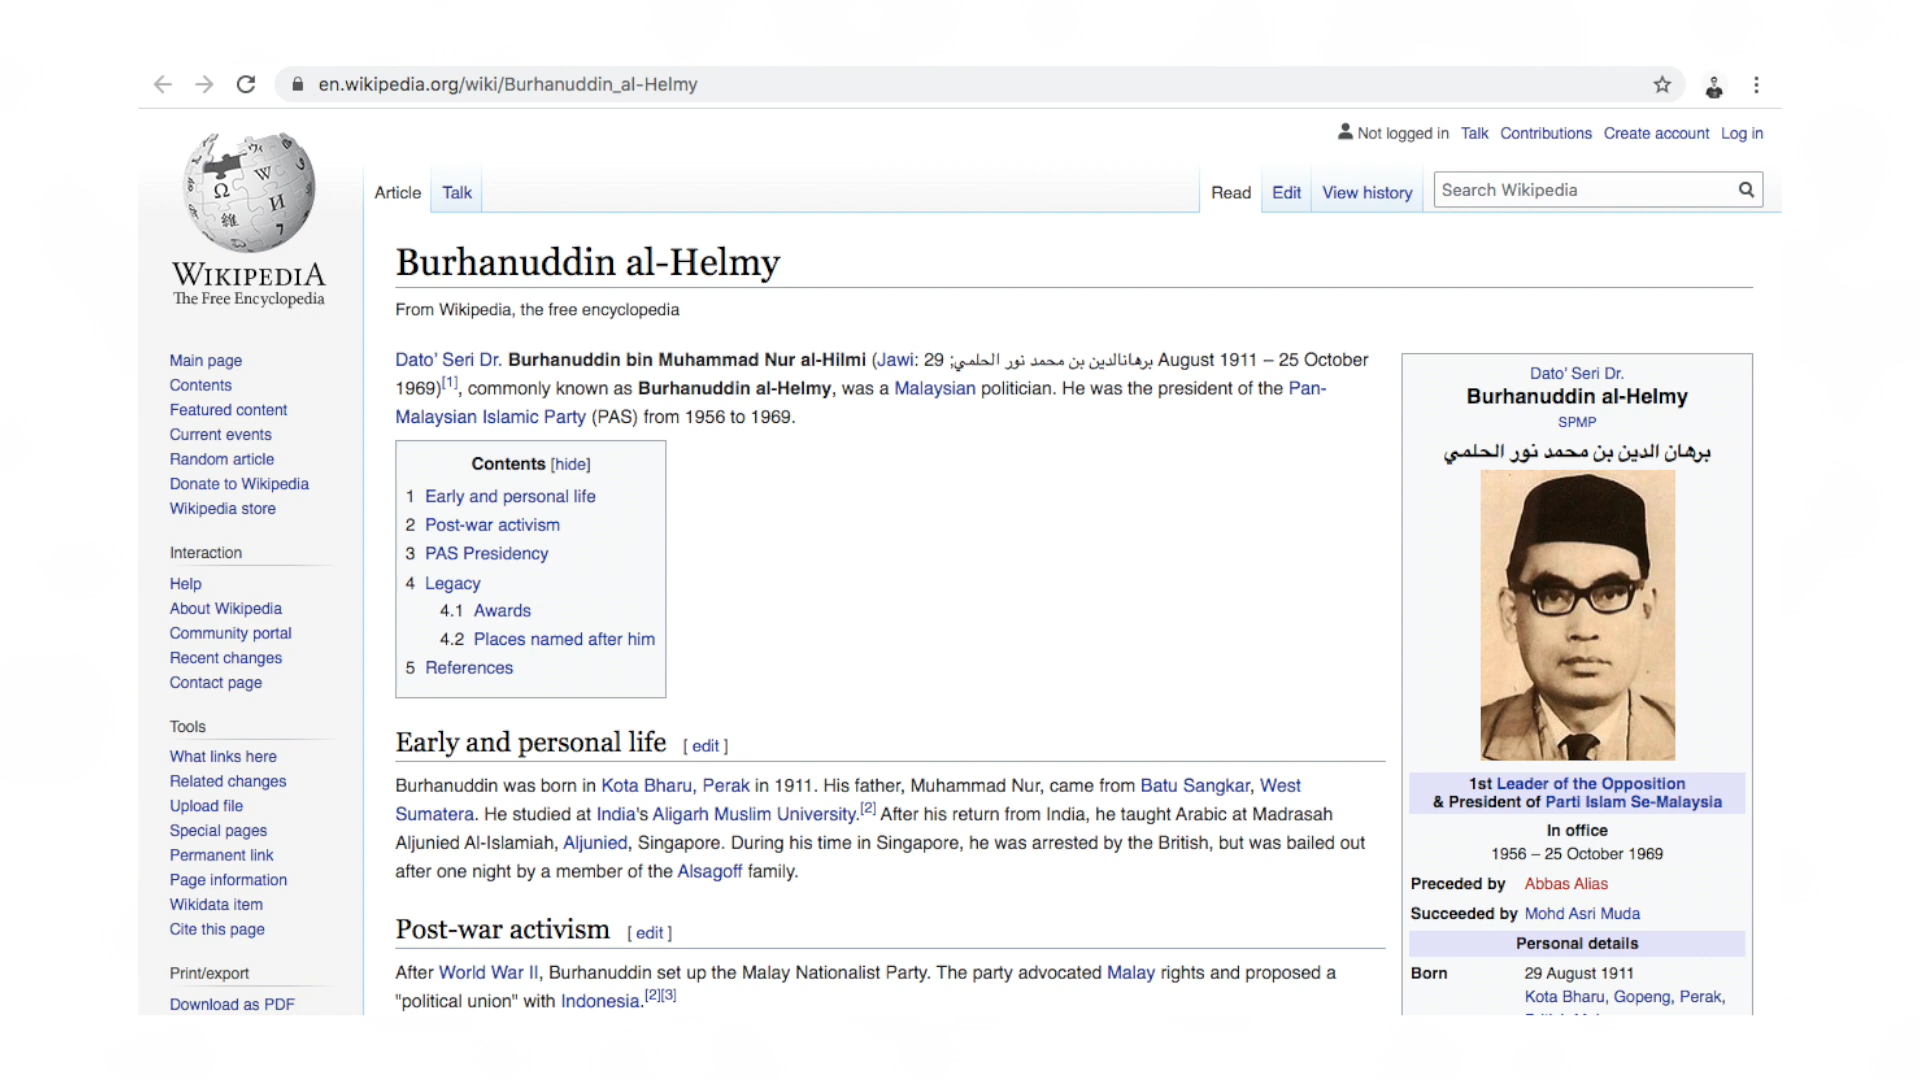 en.wikipedia.org/wiki/Burhanuddin_al-Helmy
Not logged in Talk Contributions Create account Log in
Article Talk Read Edit View history Search Wikipedia
WIKIPEDIA
The Free Encyclopedia
Main page
Contents
Featured content
Current events
Random article
Donate to Wikipedia
Wikipedia store
Interaction
Help
About Wikipedia
Community portal
Recent changes
Contact page
Tools
What links here
Related changes
Upload file
Special pages
Permanent link
Page information
Wikidata item
Cite this page
Print/export
Download as PDF
Burhanuddin al-Helmy
From Wikipedia, the free encyclopedia
Dato' Seri Dr. Burhanuddin bin Muhammad Nur al-Hilmi (Jawi: برهانالدين بن محمد نور الحلمي; 29 August 1911 – 25 October
1969)[1], commonly known as Burhanuddin al-Helmy, was a Malaysian politician. He was the president of the Pan-
Malaysian Islamic Party (PAS) from 1956 to 1969.
Contents [hide]
1 Early and personal life
2 Post-war activism
3 PAS Presidency
4 Legacy
4.1 Awards
4.2 Places named after him
5 References
Early and personal life [ edit ]
Burhanuddin was born in Kota Bharu, Perak in 1911. His father, Muhammad Nur, came from Batu Sangkar, West
Sumatera. He studied at India's Aligarh Muslim University.[2] After his return from India, he taught Arabic at Madrasah
Aljunied Al-Islamiah, Aljunied, Singapore. During his time in Singapore, he was arrested by the British, but was bailed out
after one night by a member of the Alsagoff family.
Post-war activism [ edit ]
After World War II, Burhanuddin set up the Malay Nationalist Party. The party advocated Malay rights and proposed a
"political union" with Indonesia.[2][3]
Dato' Seri Dr.
Burhanuddin al-Helmy
SPMP
برهان الدين بن محمد نور الحلمي
1st Leader of the Opposition
& President of Parti Islam Se-Malaysia
In office
1956 – 25 October 1969
Preceded by Abbas Alias
Succeeded by Mohd Asri Muda
Personal details
Born 29 August 1911
Kota Bharu, Gopeng, Perak,